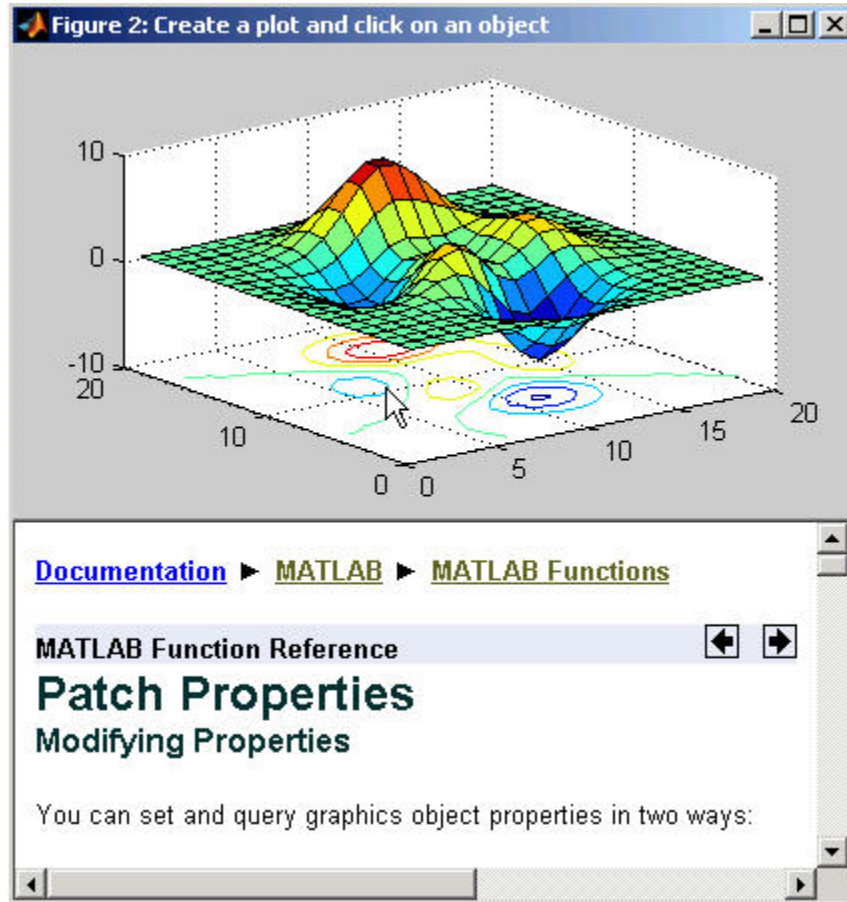 Figure 2: Create a plot and click on an object
10
0
-10
20
10
0
0
5
10
15
20
Documentation ► MATLAB ► MATLAB Functions
MATLAB Function Reference
Patch Properties
Modifying Properties
You can set and query graphics object properties in two ways: